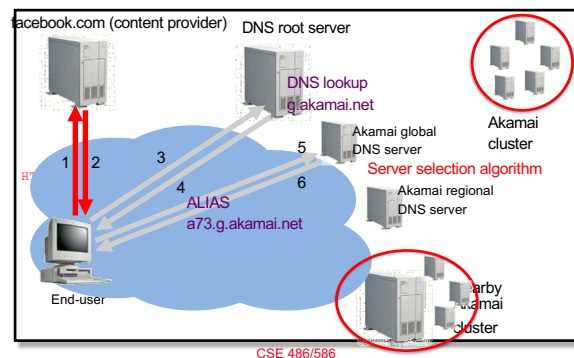 facebook.com (content provider)
DNS root server
DNS lookup
g.akamai.net
Akamai
cluster
1
2
3
4
5
6
HT
Akamai global
DNS server
Server selection algorithm
Akamai regional
DNS server
ALIAS
a73.g.akamai.net
End-user
Akamai
cluster
CSE 486/586